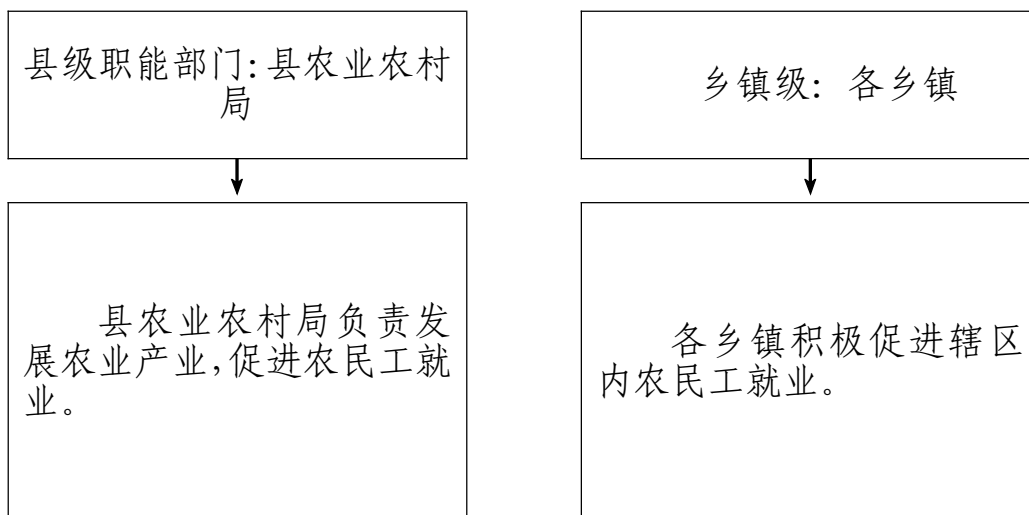 县级职能部门:县农业农村
局
乡镇级: 各乡镇
县农业农村局负责发
展农业产业,促进农民工就
业。
各乡镇积极促进辖区
内农民工就业。